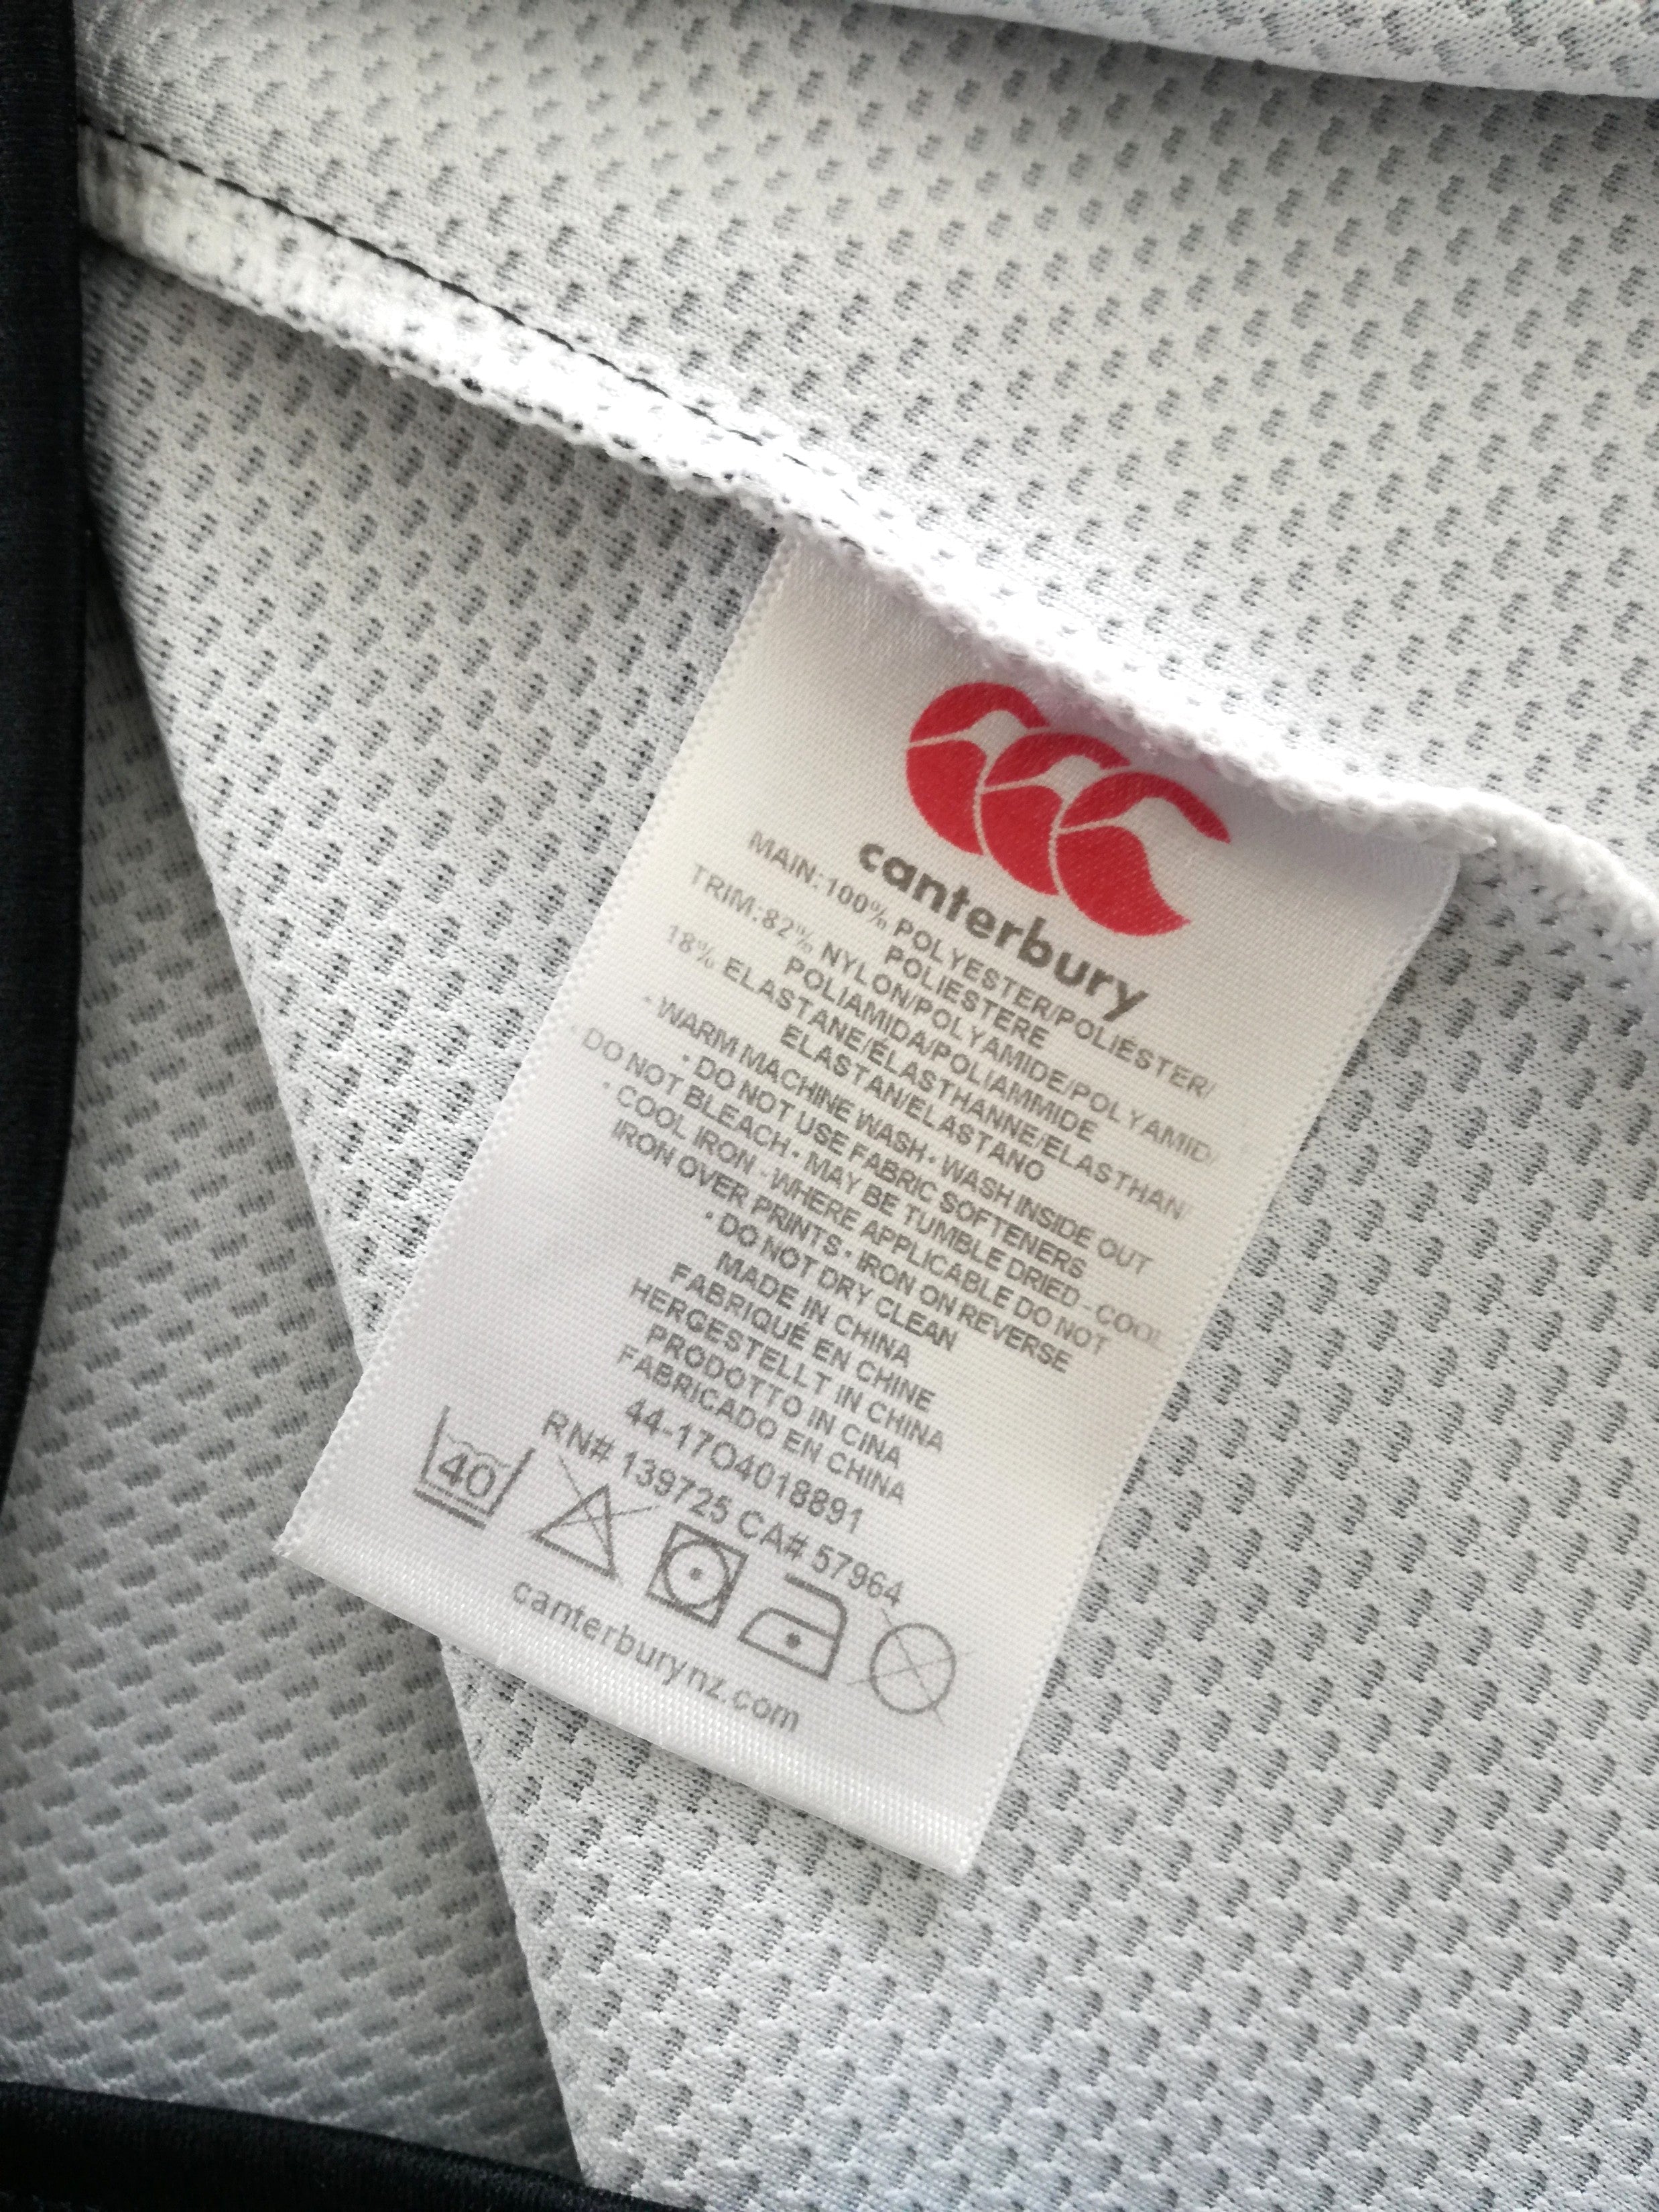 canterbury
MAIN:100% POLYESTER/POLIÉSTER/
POLIESTERE
TRIM:82% NYLON/POLYAMIDE/POLYAMID/
POLIAMIDA/POLIAMMIDE
18% ELASTANE/ÉLASTHANNE/ELASTHAN/
ELASTAN/ELASTANO
• WARM MACHINE WASH • WASH INSIDE OUT
• DO NOT USE FABRIC SOFTENERS
• DO NOT BLEACH • MAY BE TUMBLE DRIED - COOL
• COOL IRON - WHERE APPLICABLE DO NOT
IRON OVER PRINTS • IRON ON REVERSE
• DO NOT DRY CLEAN
MADE IN CHINA
FABRIQUÉ EN CHINE
HERGESTELLT IN CHINA
PRODOTTO IN CINA
FABRICADO EN CHINA
44-17O4018891
RN# 139725 CA# 57964
40
canterburynz.com